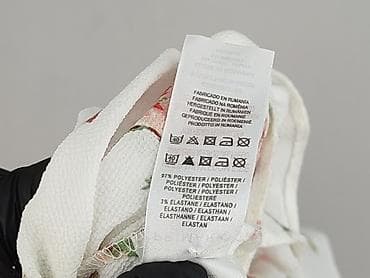 FABRICADO EN RUMANIA
FABRICADO NA ROMÉNIA
HERGESTELLT IN RUMÄNIEN
FABRIQUE EN ROUMANIE
GEPRODUCEERD IN ROEMENIË
PRODOTTO IN ROMANIA
97% POLYESTER / POLIÉSTER /
POLIÉSTER / POLYESTER /
POLYESTER / POLYESTER /
POLIESTERE
3% ELASTANE / ELASTANO /
ELASTANO / ELASTHAN /
ELASTHANNE / ELASTAAN /
ELASTAN